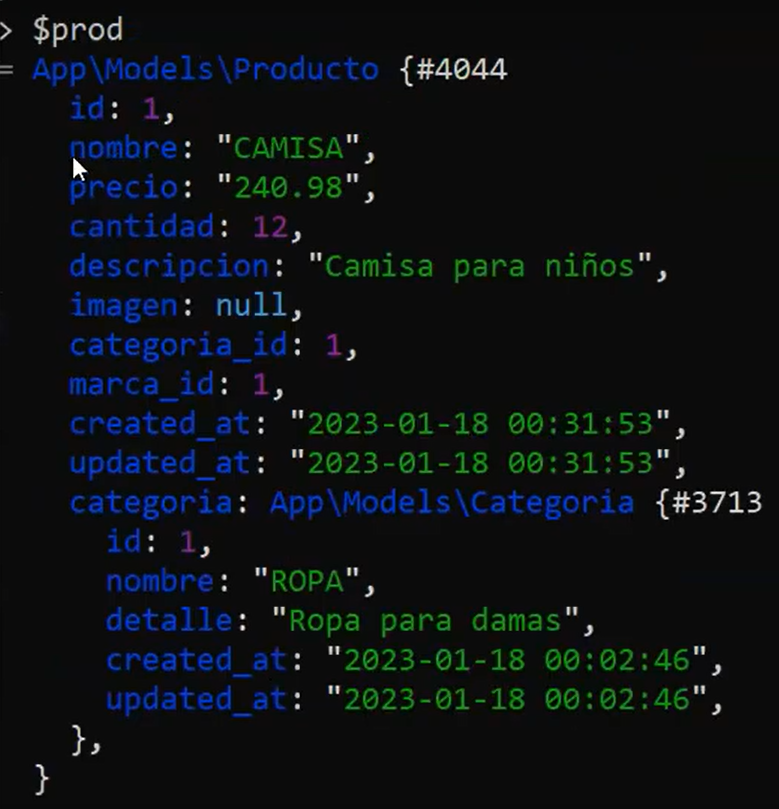 > $prod
= App\Models\Producto {#4044
id: 1,
nombre: "CAMISA",
precio: "240.98",
cantidad: 12,
descripcion: "Camisa para niños",
imagen: null,
categoria_id: 1,
marca_id: 1,
created_at: "2023-01-18 00:31:53",
updated_at: "2023-01-18 00:31:53",
categoria: App\Models\Categoria {#3713
id: 1,
nombre: "ROPA",
detalle: "Ropa para damas",
created_at: "2023-01-18 00:02:46",
updated_at: "2023-01-18 00:02:46",
},
}